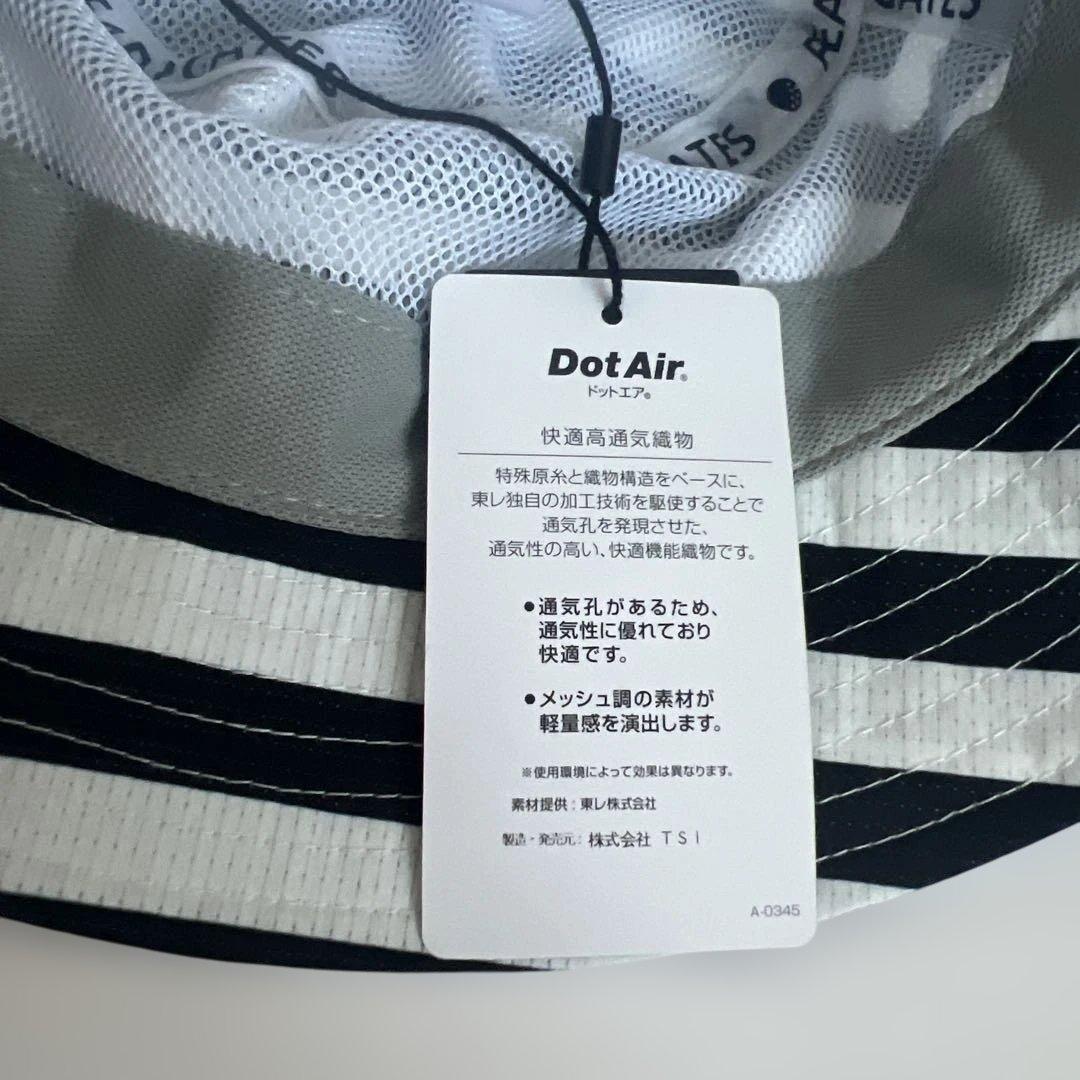 GATES
DotAir®
ドットエア®
快適高通気織物
特殊原糸と織物構造をベースに、
東レ独自の加工技術を駆使することで
通気孔を発現させた、
通気性の高い、快適機能織物です。
●通気孔があるため、
通気性に優れており
快適です。
●メッシュ調の素材が
軽量感を演出します。
※使用環境によって効果は異なります。
素材提供：東レ株式会社
製造・発売元：株式会社 TSI
A-0345